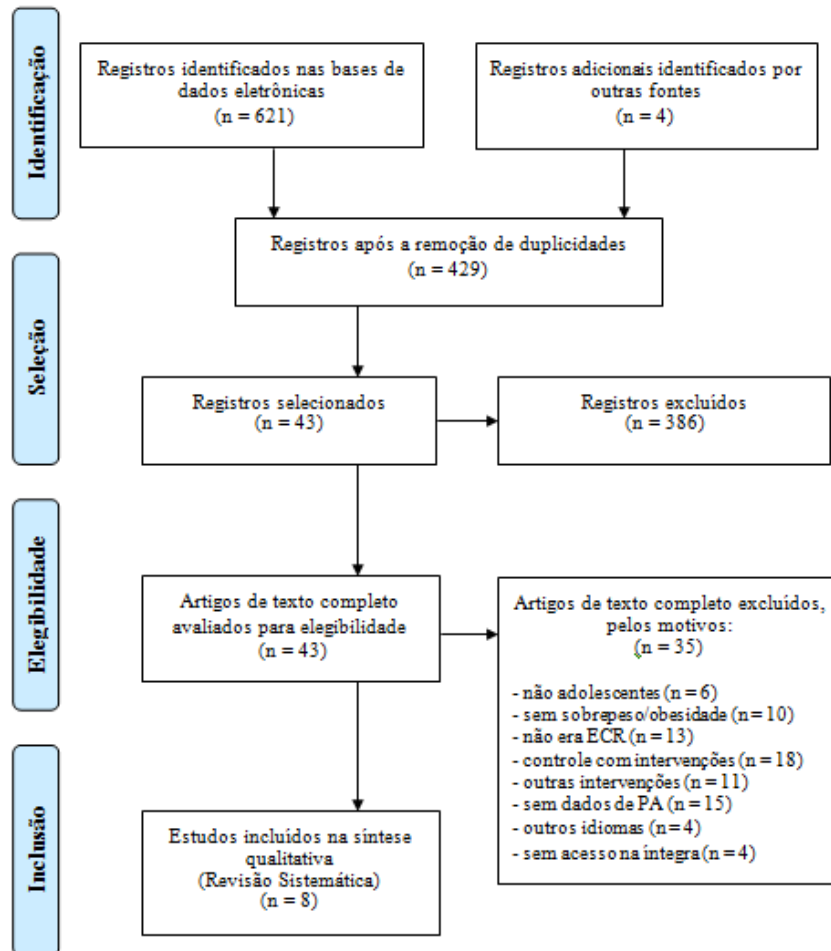 Identificação
Registros identificados nas bases de
dados eletrônicas
(n = 621)
Registros adicionais identificados por
outras fontes
(n = 4)
Registros após a remoção de duplicidades
(n = 429)
Seleção
Registros selecionados
(n = 43)
Registros excluídos
(n = 386)
Elegibilidade
Artigos de texto completo
avaliados para elegibilidade
(n = 43)
Artigos de texto completo excluídos,
pelos motivos:
(n = 35)
- não adolescentes (n = 6)
- sem sobrepeso/obesidade (n = 10)
- não era ECR (n = 13)
- controle com intervenções (n = 18)
- outras intervenções (n = 11)
- sem dados de PA (n = 15)
- outros idiomas (n = 4)
- sem acesso na íntegra (n = 4)
Inclusão
Estudos incluídos na síntese
qualitativa
(Revisão Sistemática)
(n = 8)